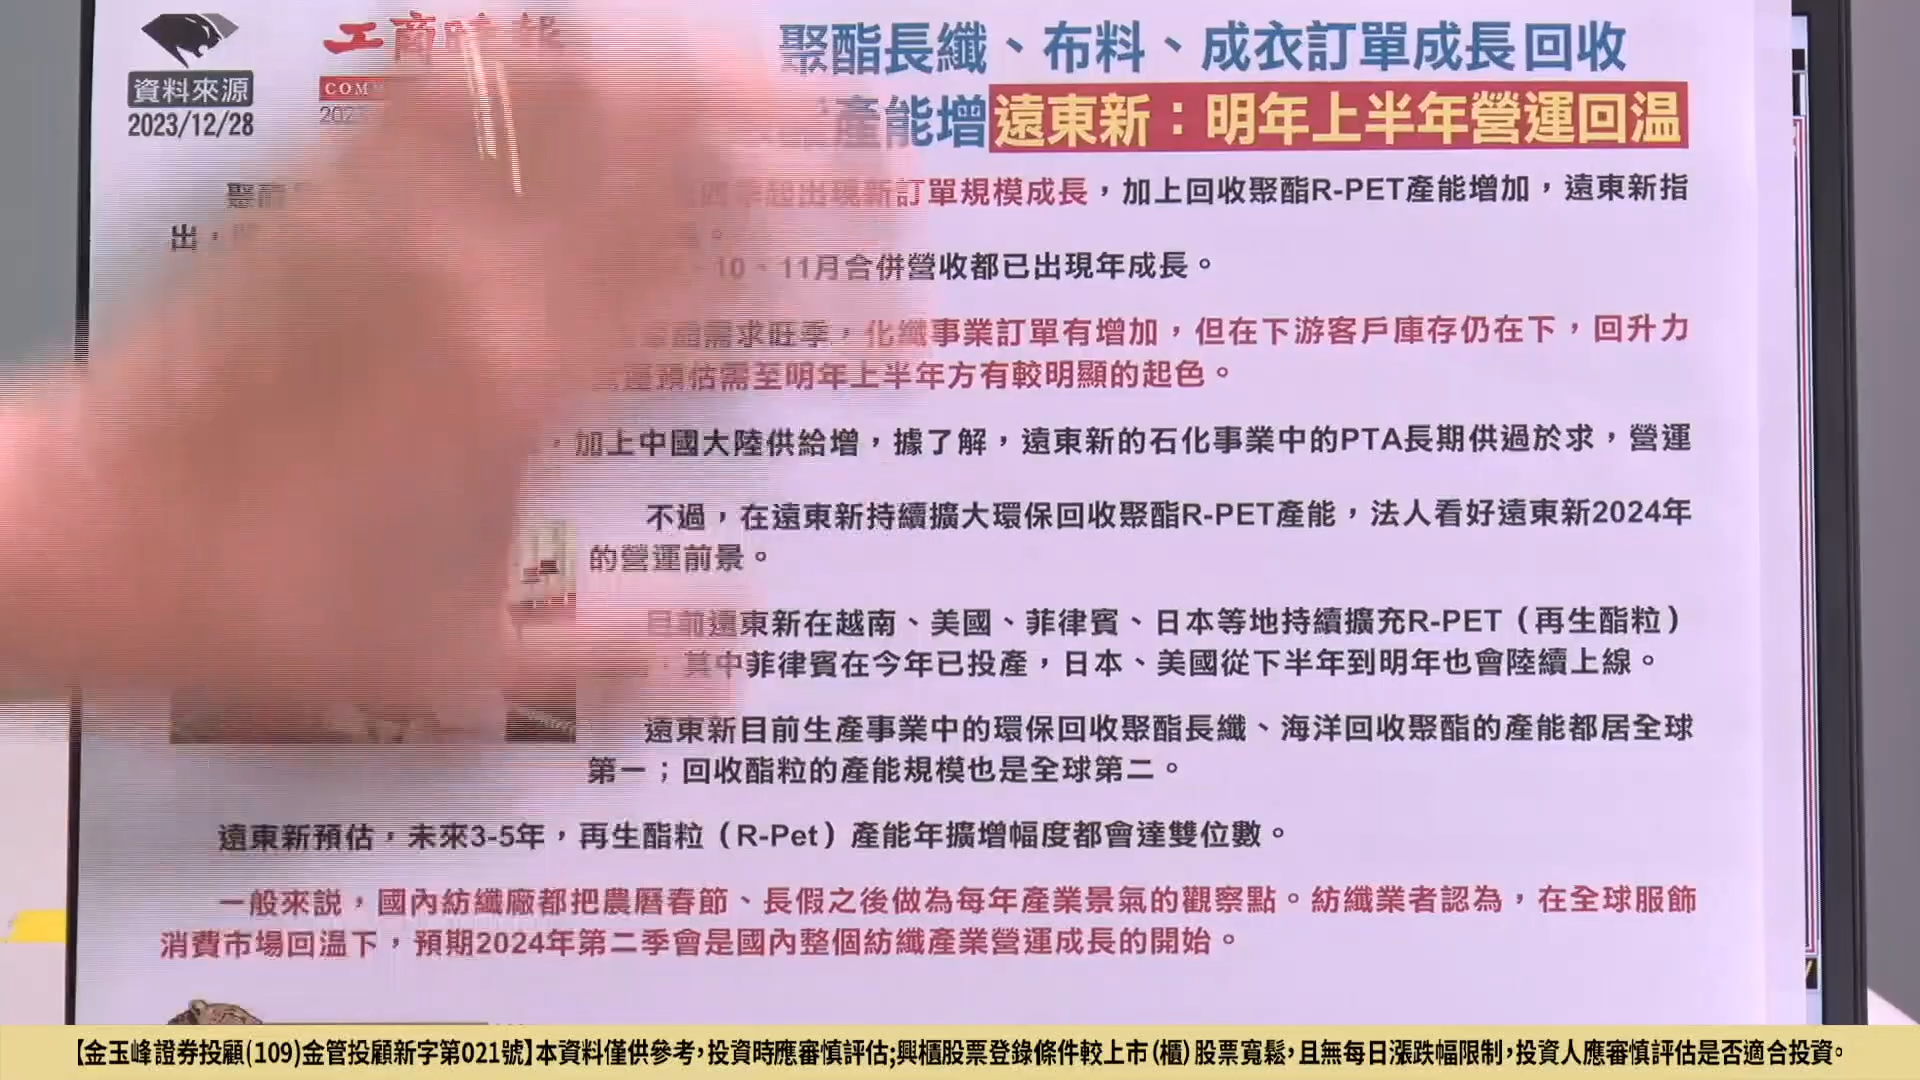 資料來源
2023/12/28
工商時報
COM
202
聚酯長纖、布料、成衣訂單成長回收
產能增遠東新：明年上半年營運回溫
聚酯
四季起出現新訂單規模成長，加上回收聚酯R-PET產能增加，遠東新指
出，
10、11月合併營收都已出現年成長。
需求旺季，化纖事業訂單有增加，但在下游客戶庫存仍在下，回升力
運預估需至明年上半年方有較明顯的起色。
，加上中國大陸供給增，據了解，遠東新的石化事業中的PTA長期供過於求，營運
不過，在遠東新持續擴大環保回收聚酯R-PET產能，法人看好遠東新2024年
的營運前景。
目前遠東新在越南、美國、菲律賓、日本等地持續擴充R-PET（再生酯粒）
，其中菲律賓在今年已投產，日本、美國從下半年到明年也會陸續上線。
遠東新目前生產事業中的環保回收聚酯長纖、海洋回收聚酯的產能都居全球
第一；回收酯粒的產能規模也是全球第二。
遠東新預估，未來3-5年，再生酯粒（R-Pet）產能年擴增幅度都會達雙位數。
一般來說，國內紡纖廠都把農曆春節、長假之後做為每年產業景氣的觀察點。紡纖業者認為，在全球服飾
消費市場回溫下，預期2024年第二季會是國內整個紡纖產業營運成長的開始。
【金玉峰證券投顧(109)金管投顧新字第021號】本資料僅供參考，投資時應審慎評估;興櫃股票登錄條件較上市(櫃)股票寬鬆，且無每日漲跌幅限制，投資人應審慎評估是否適合投資。